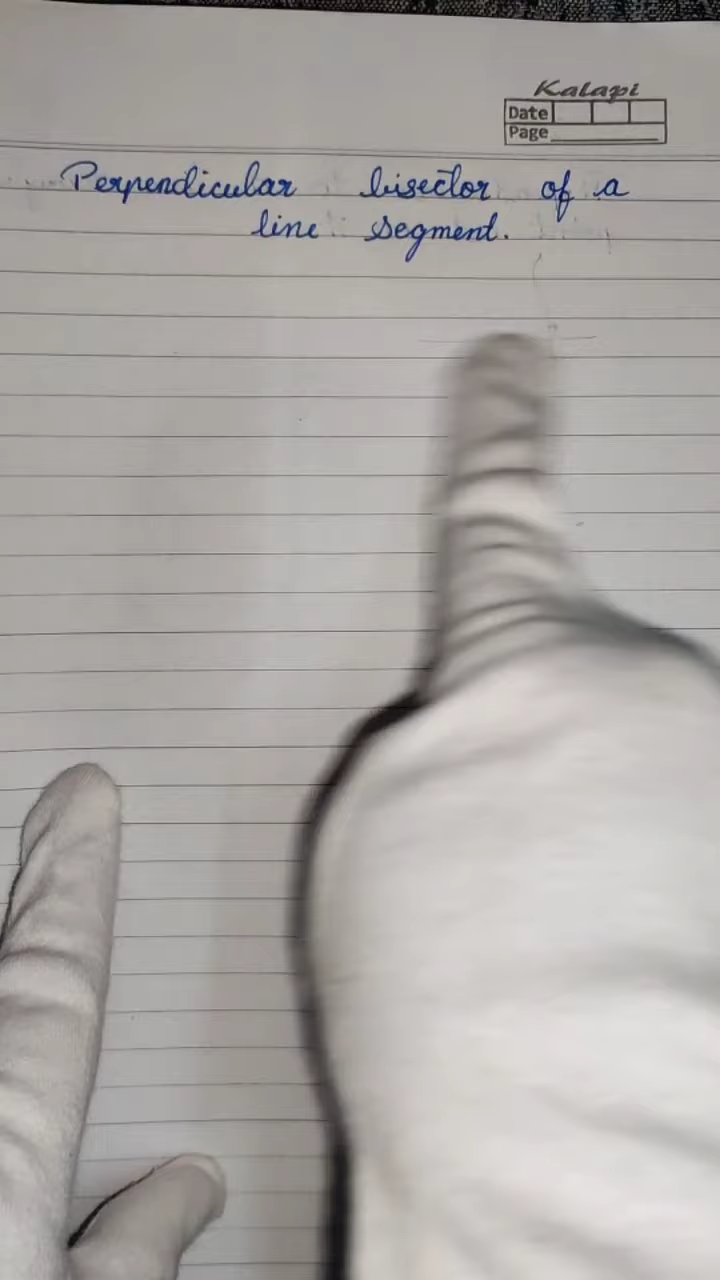 Kalapi
Date
Page
Perpendicular bisector of a
line segment.